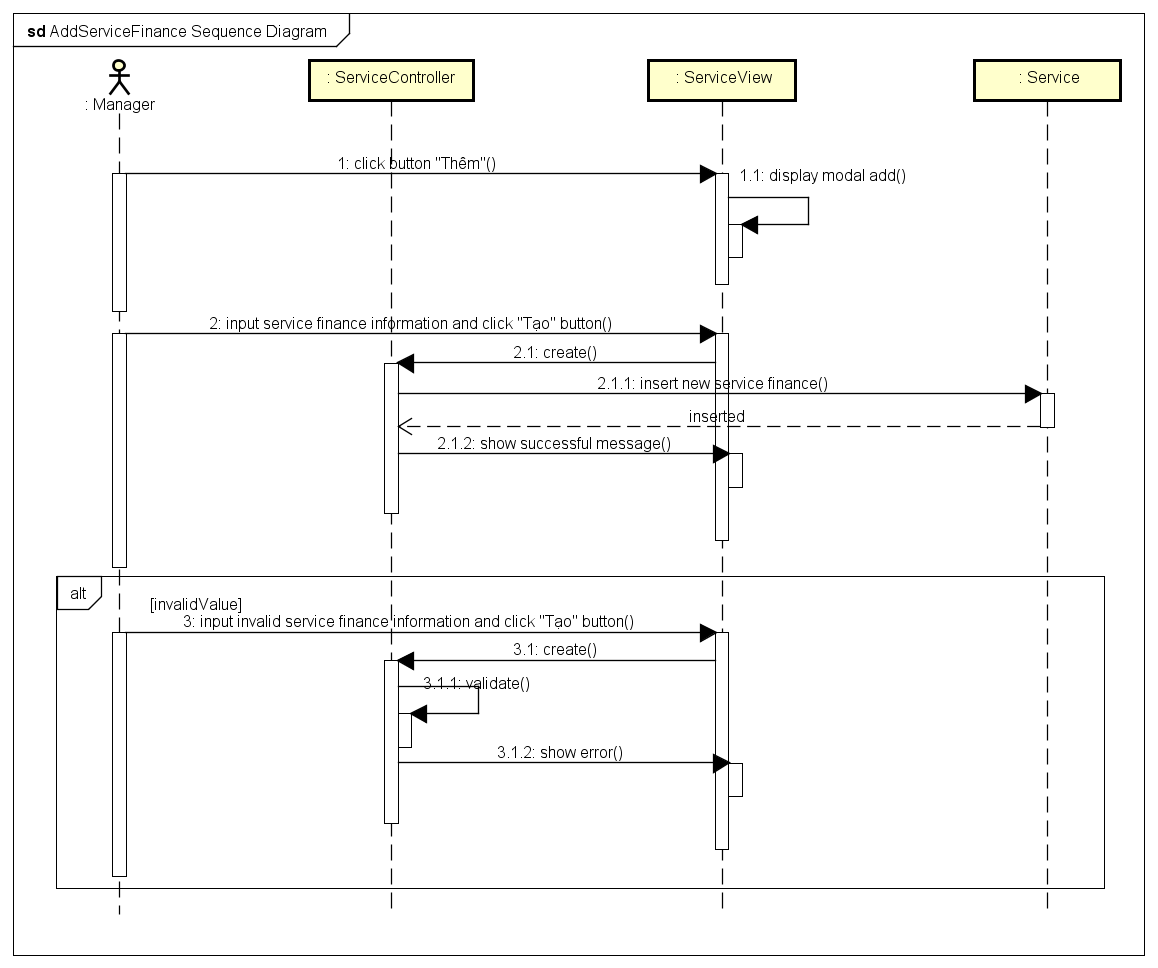 sd AddServiceFinance Sequence Diagram
: Manager
: ServiceController
: ServiceView
: Service
1: click button "Thêm"()
1.1: display modal add()
2: input service finance information and click "Tạo" button()
2.1: create()
2.1.1: insert new service finance()
inserted
2.1.2: show successful message()
alt
[invalidValue]
3: input invalid service finance information and click "Tạo" button()
3.1: create()
3.1.1: validate()
3.1.2: show error()